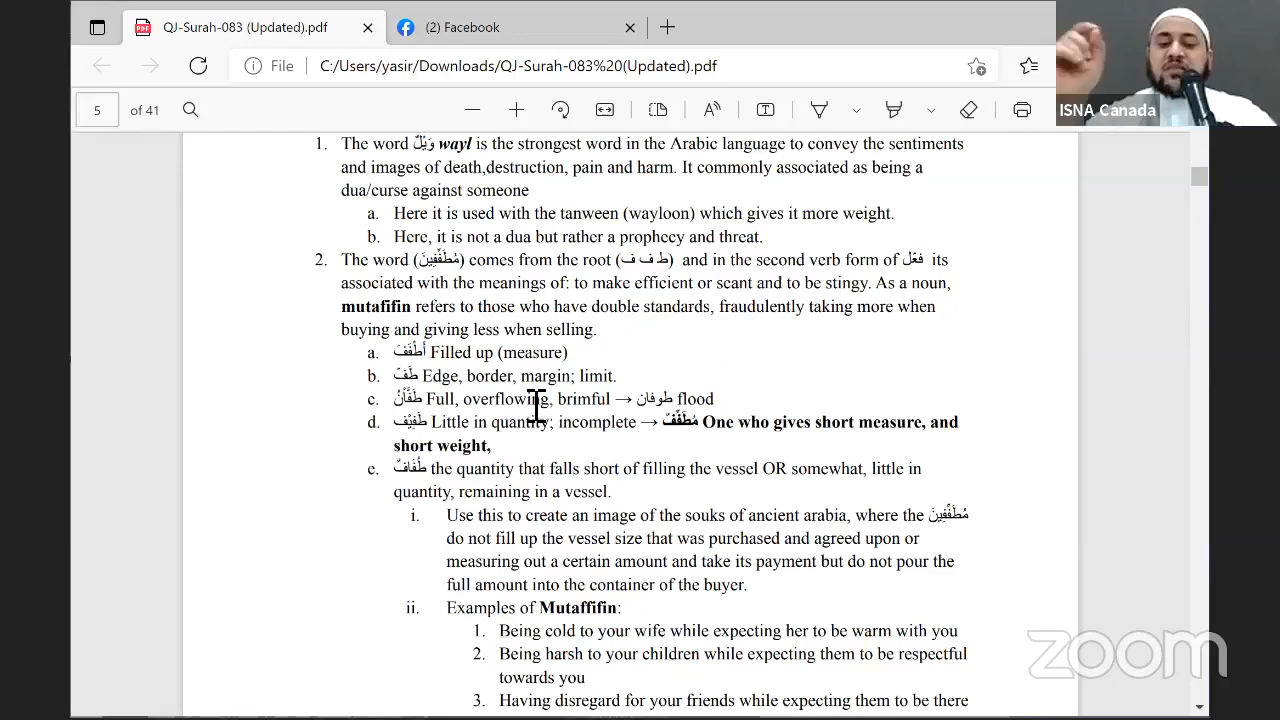 QJ-Surah-083 (Updated).pdf
(2) Facebook
File
C:/Users/yasir/Downloads/QJ-Surah-083%20(Updated).pdf
5 of 41
ISNA Canada
1. The word وَيْلٌ wayl is the strongest word in the Arabic language to convey the sentiments
and images of death,destruction, pain and harm. It commonly associated as being a
dua/curse against someone
a. Here it is used with the tanween (wayloon) which gives it more weight.
b. Here, it is not a dua but rather a prophecy and threat.
2. The word (مُطَفِّفِينَ) comes from the root (ط ف ف) and in the second verb form of فعّل its
associated with the meanings of: to make efficient or scant and to be stingy. As a noun,
mutafifin refers to those who have double standards, fraudulently taking more when
buying and giving less when selling.
a. أَطْفَفَ Filled up (measure)
b. طَفّ Edge, border, margin; limit.
c. طَفَّانُ Full, overflowing, brimful → طوفان flood
d. طَفِيْف Little in quantity; incomplete → مُطَفِّفٌ One who gives short measure, and
short weight,
e. طُفَافٌ the quantity that falls short of filling the vessel OR somewhat, little in
quantity, remaining in a vessel.
i. Use this to create an image of the souks of ancient arabia, where the مُطَفِّفِينَ
do not fill up the vessel size that was purchased and agreed upon or
measuring out a certain amount and take its payment but do not pour the
full amount into the container of the buyer.
ii. Examples of Mutaffifin:
1. Being cold to your wife while expecting her to be warm with you
2. Being harsh to your children while expecting them to be respectful
towards you
3. Having disregard for your friends while expecting them to be there
zoom